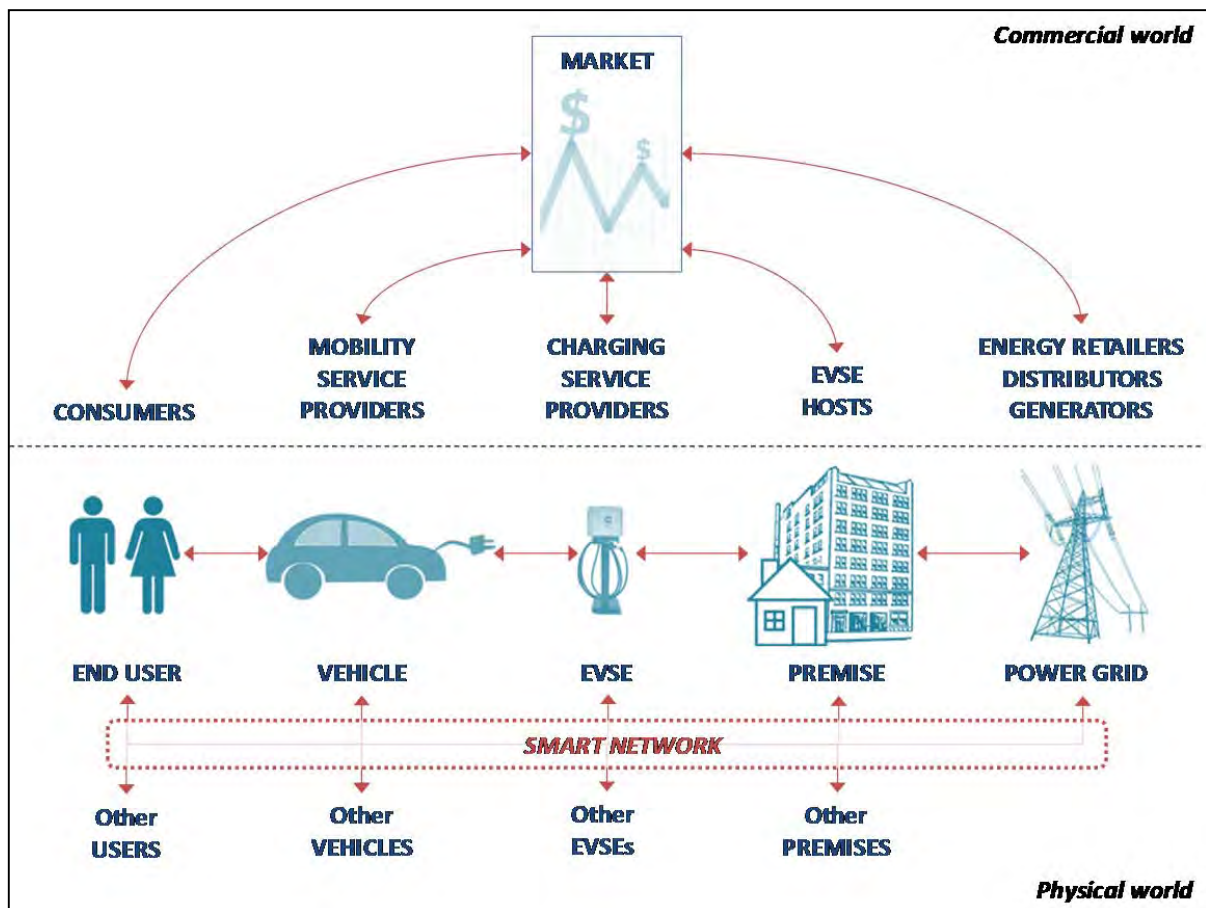 Commercial world
MARKET
$
$
MOBILITY
SERVICE
PROVIDERS
CHARGING
SERVICE
PROVIDERS
ENERGY RETAILERS
DISTRIBUTORS
GENERATORS
EVSE
HOSTS
CONSUMERS
END USER
VEHICLE
EVSE
PREMISE
POWER GRID
SMART NETWORK
Other
USERS
Other
VEHICLES
Other
EVSEs
Other
PREMISES
Physical world